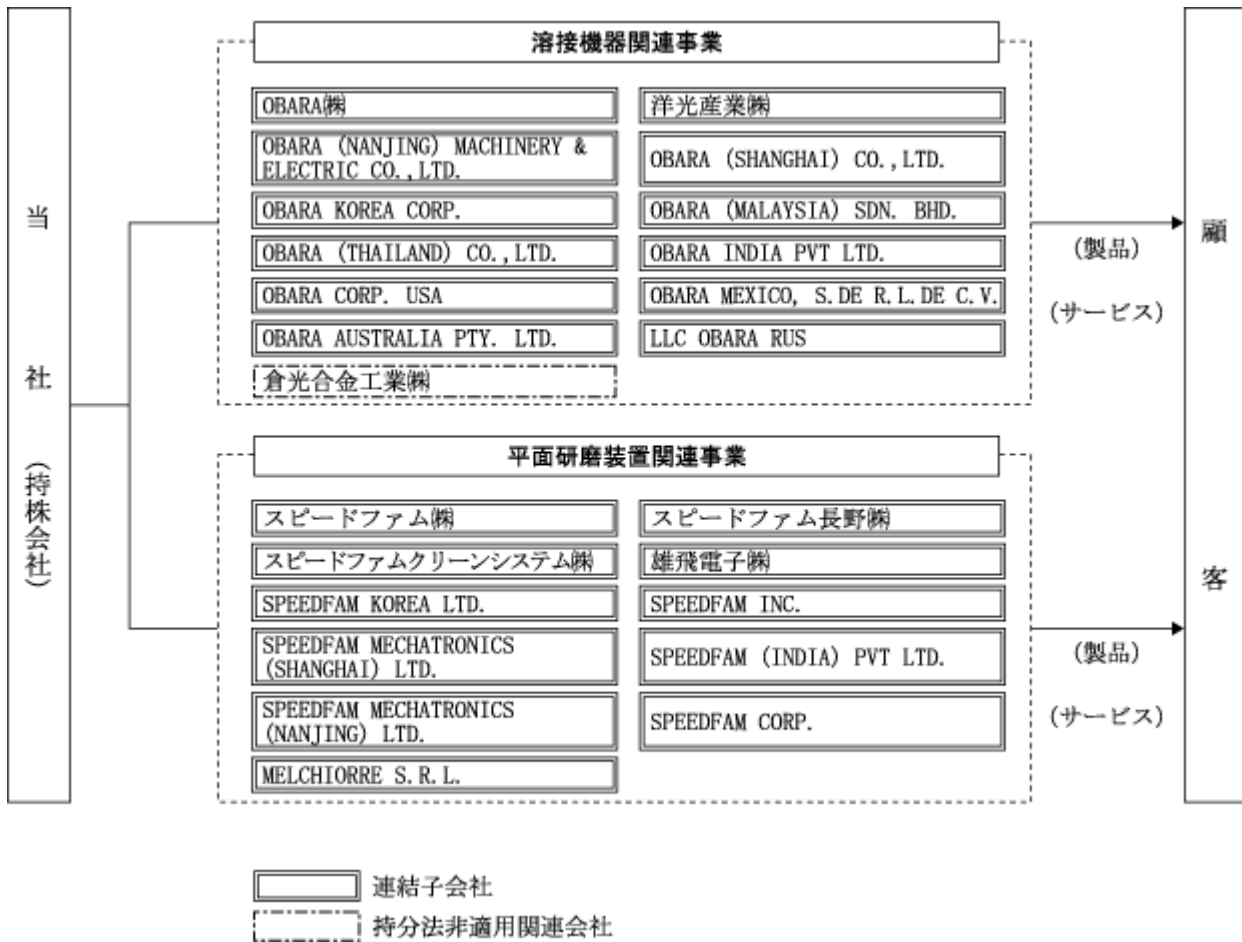 当社(持株会社)
溶接機器関連事業
OBARA㈱
洋光産業㈱
OBARA (NANJING) MACHINERY &
ELECTRIC CO.,LTD.
OBARA (SHANGHAI) CO.,LTD.
OBARA KOREA CORP.
OBARA (MALAYSIA) SDN. BHD.
OBARA (THAILAND) CO.,LTD.
OBARA INDIA PVT LTD.
OBARA CORP. USA
OBARA MEXICO, S.DE R.L.DE C.V.
OBARA AUSTRALIA PTY. LTD.
LLC OBARA RUS
倉光合金工業㈱
(製品)
(サービス)
平面研磨装置関連事業
スピードファム㈱
スピードファム長野㈱
スピードファムクリーンシステム㈱
雄飛電子㈱
SPEEDFAM KOREA LTD.
SPEEDFAM INC.
SPEEDFAM MECHATRONICS
(SHANGHAI) LTD.
SPEEDFAM (INDIA) PVT LTD.
SPEEDFAM MECHATRONICS
(NANJING) LTD.
SPEEDFAM CORP.
MELCHIORRE S.R.L.
(製品)
(サービス)
顧客
連結子会社
持分法非適用関連会社